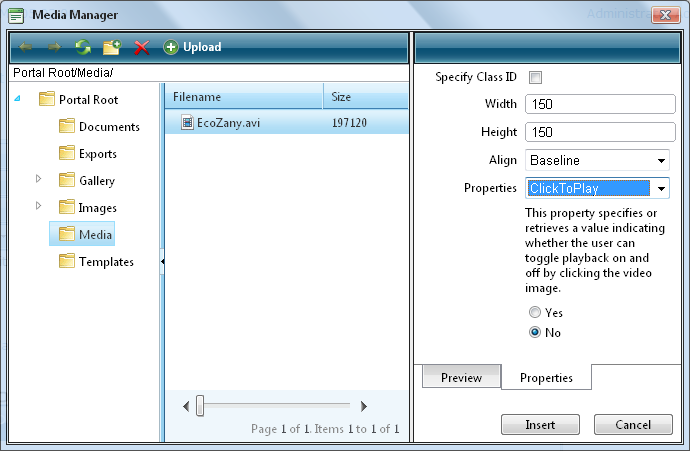 Media Manager
Administra
Upload
Portal Root/Media/
Portal Root
Documents
Exports
Gallery
Images
Media
Templates
Filename Size
EcoZany.avi 197120
Page 1 of 1. Items 1 to 1 of 1
Specify Class ID
Width 150
Height 150
Align Baseline
Properties ClickToPlay
This property specifies or
retrieves a value indicating
whether the user can
toggle playback on and
off by clicking the video
image.
Yes
No
Preview Properties
Insert Cancel